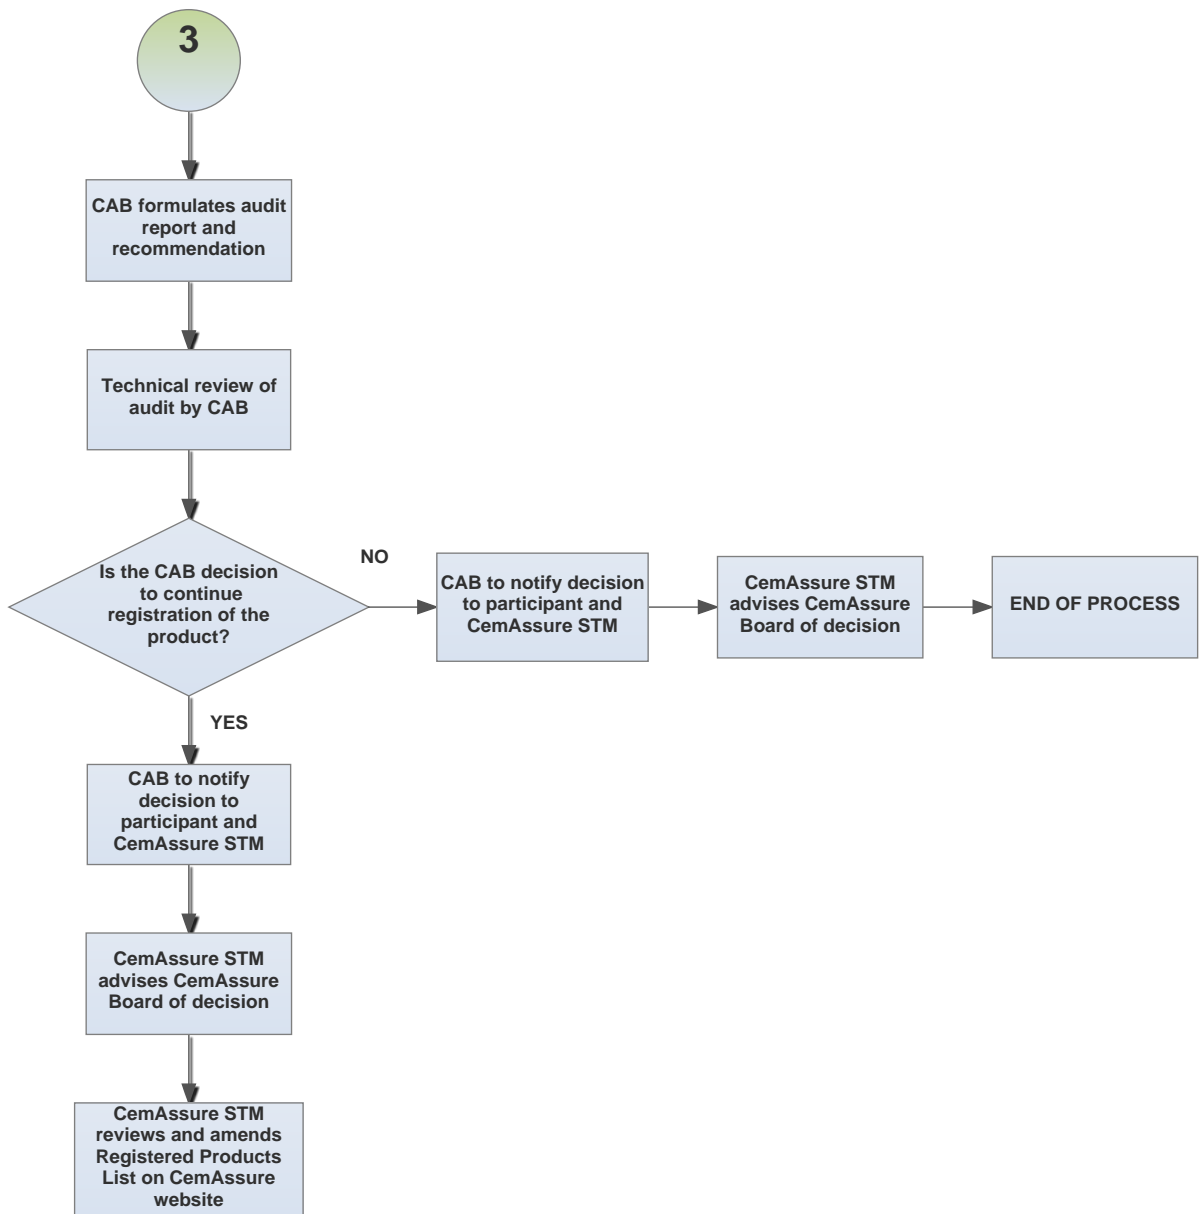 3
CAB formulates audit
report and
recommendation
Technical review of
audit by CAB
Is the CAB decision
to continue
registration of the
product?
NO
CAB to notify decision
to participant and
CemAssure STM
CemAssure STM
advises CemAssure
Board of decision
END OF PROCESS
YES
CAB to notify
decision to
participant and
CemAssure STM
CemAssure STM
advises CemAssure
Board of decision
CemAssure STM
reviews and amends
Registered Products
List on CemAssure
website